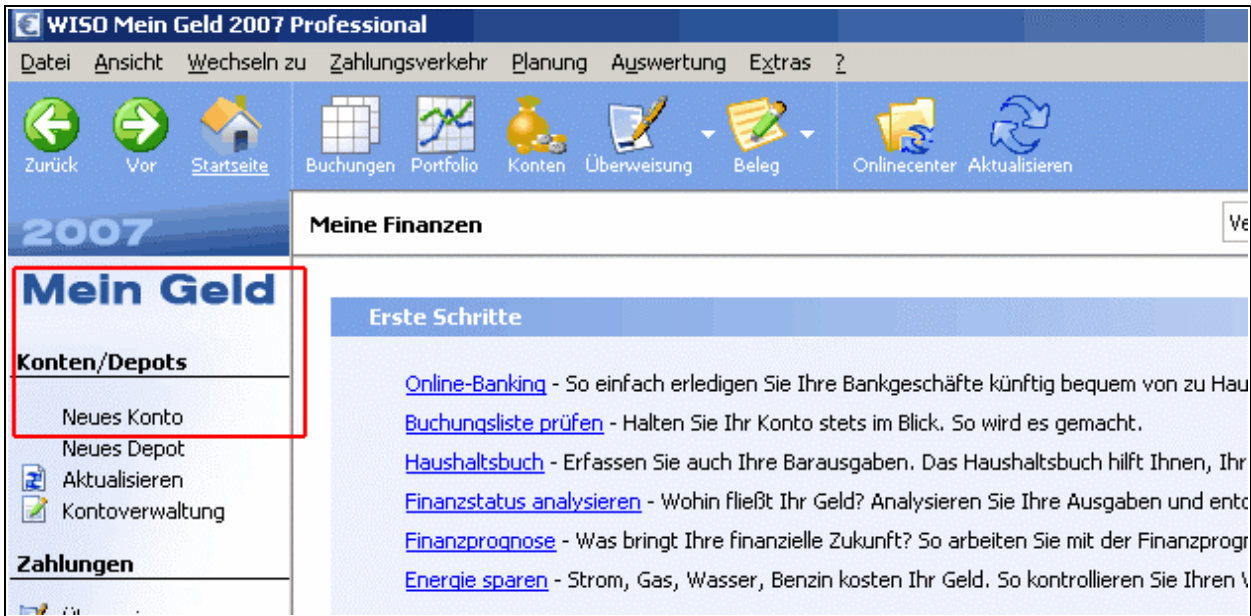 WISO Mein Geld 2007 Professional
Datei Ansicht Wechseln zu Zahlungsverkehr Planung Auswertung Extras ?
Zurück Vor Startseite Buchungen Portfolio Konten Überweisung Beleg Onlinecenter Aktualisieren
2007
Mein Geld
Meine Finanzen
Konten/Depots
Neues Konto
Neues Depot
Aktualisieren
Kontoverwaltung
Zahlungen
Erste Schritte
Online-Banking - So einfach erledigen Sie Ihre Bankgeschäfte künftig bequem von zu Hau
Buchungsliste prüfen - Halten Sie Ihr Konto stets im Blick. So wird es gemacht.
Haushaltsbuch - Erfassen Sie auch Ihre Barausgaben. Das Haushaltsbuch hilft Ihnen, Ihr
Finanzstatus analysieren - Wohin fließt Ihr Geld? Analysieren Sie Ihre Ausgaben und
Finanzprognose - Was bringt Ihre finanzielle Zukunft? So arbeiten Sie mit der Finanzprogr
Energie sparen - Strom, Gas, Wasser, Benzin kosten Ihr Geld. So kontrollieren Sie Ihren